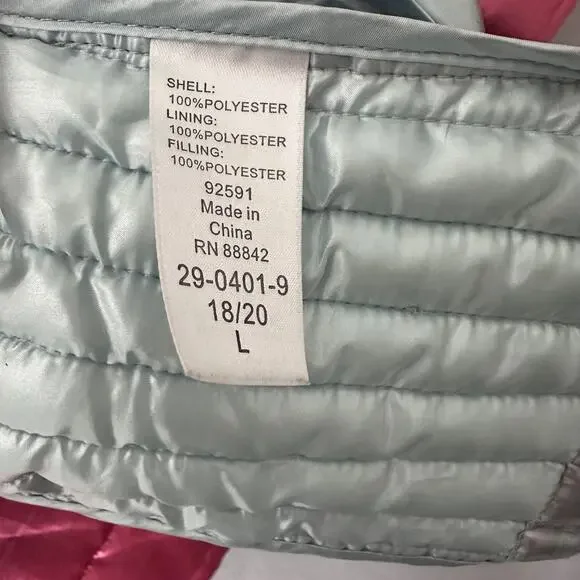 SHELL:
100%POLYESTER
LINING:
100%POLYESTER
FILLING:
100%POLYESTER
92591
Made in
China
RN 88842
29-0401-9
18/20
L